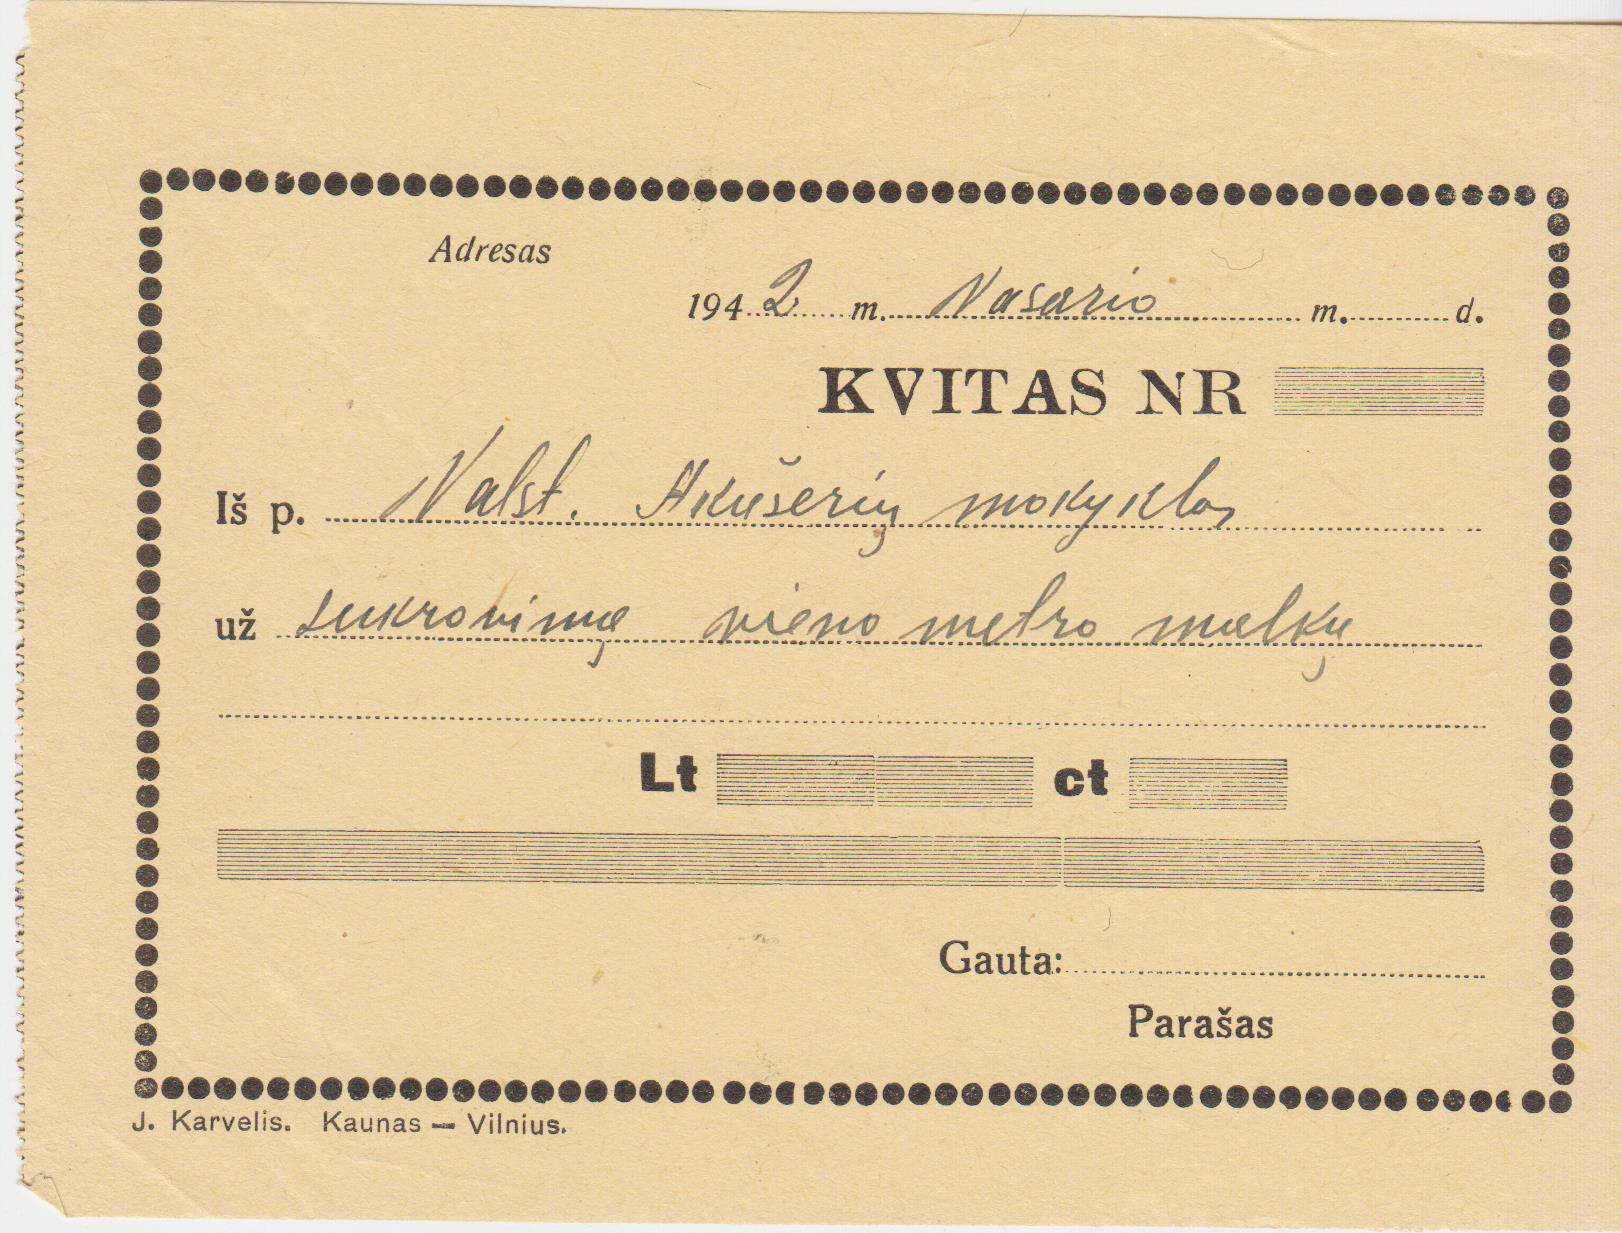 Adresas
1942 m. Vasario m. d.
KVITAS NR
Iš p. Valst. Akušerių mokyklos
už sukrovimą vieno metro malkų
Lt ct
Gauta:
Parašas
J. Karvelis. Kaunas — Vilnius.